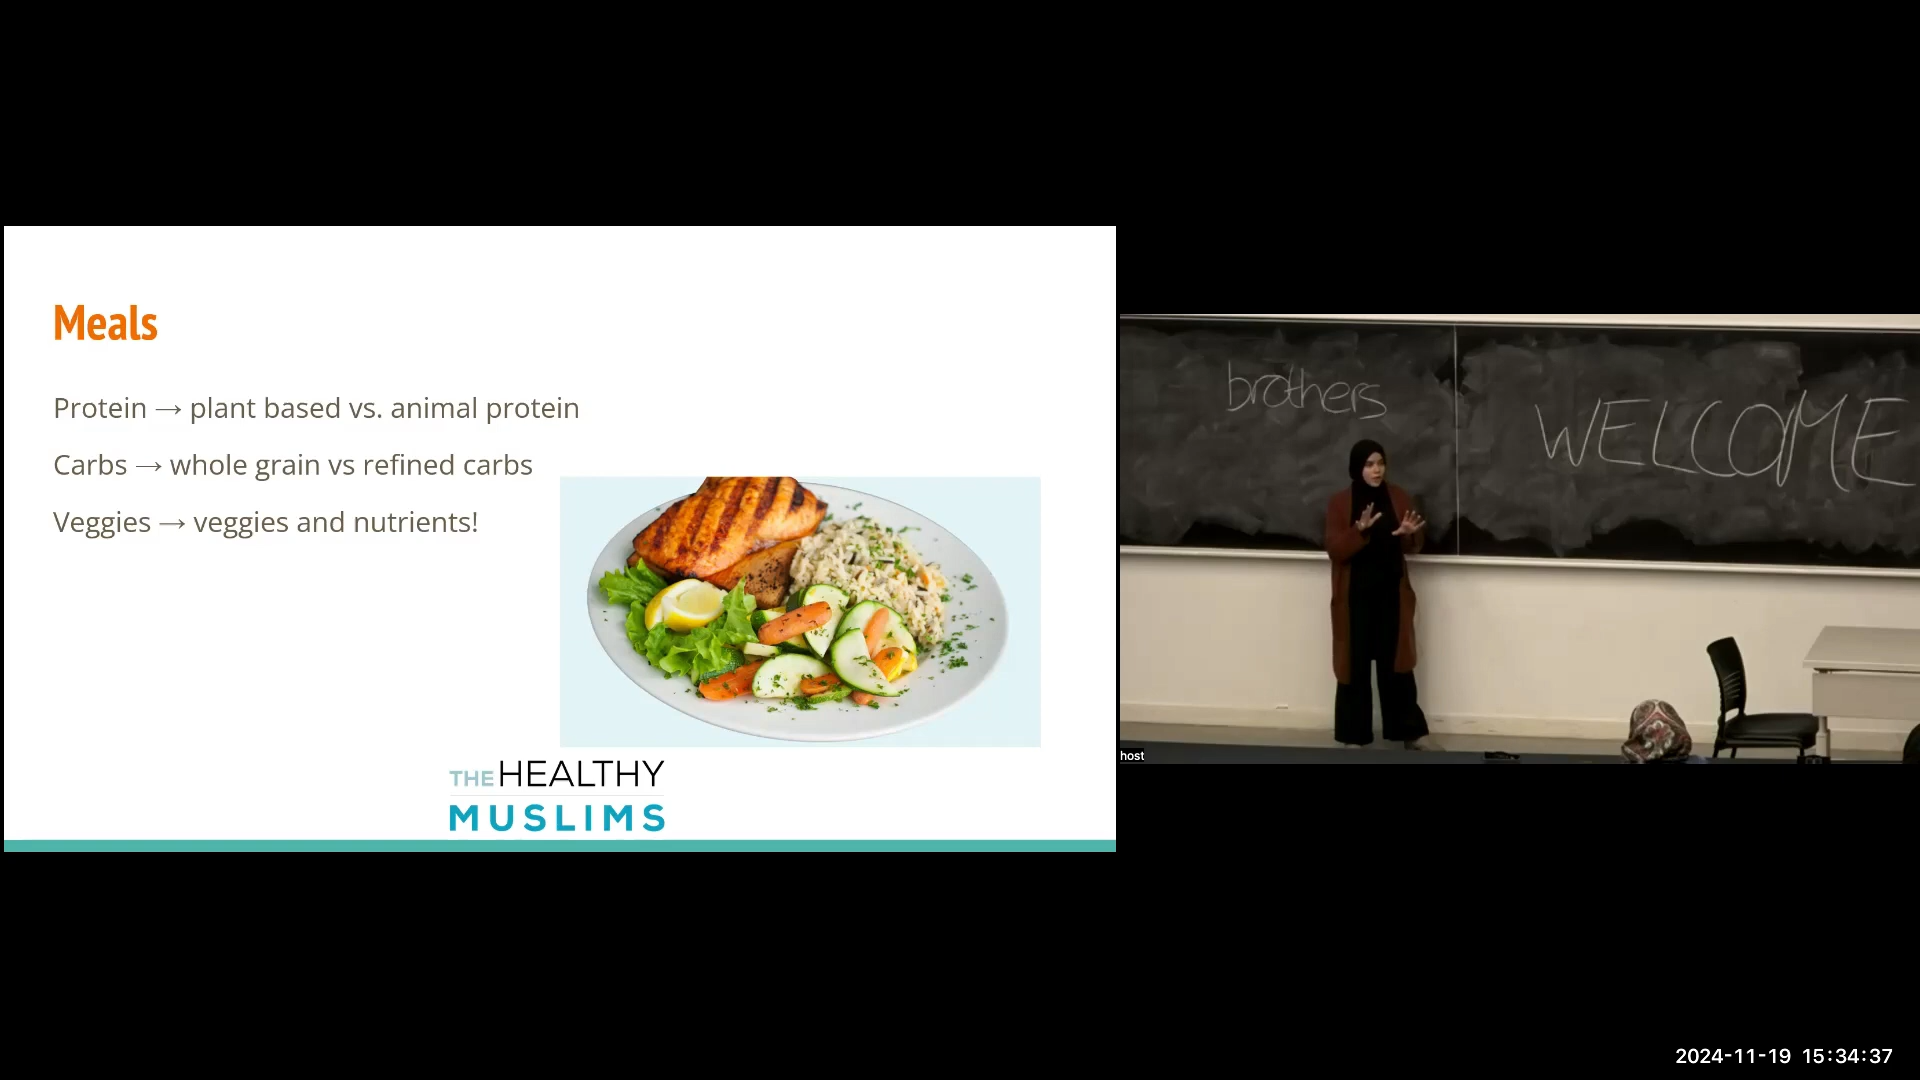 Meals
Protein → plant based vs. animal protein
Carbs → whole grain vs refined carbs
Veggies → veggies and nutrients!
THE HEALTHY
MUSLIMS
brothers
WELCOME
host
2024-11-19 15:34:37